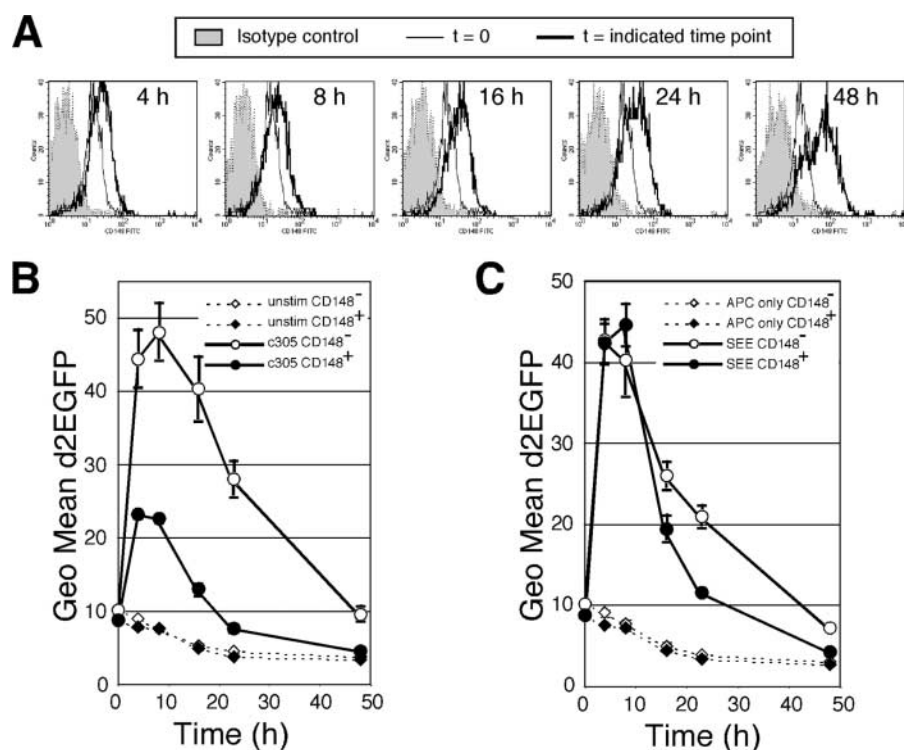 A
Isotype control
t = 0
t = indicated time point
4 h
8 h
16 h
24 h
48 h
Counts
CD148 FITC
B
unstim CD148-
unstim CD148+
c305 CD148-
c305 CD148+
Geo Mean d2EGFP
50
40
30
20
10
0
0 10 20 30 40 50
Time (h)
C
APC only CD148-
APC only CD148+
SEE CD148-
SEE CD148+
Geo Mean d2EGFP
50
40
30
20
10
0
0 10 20 30 40 50
Time (h)